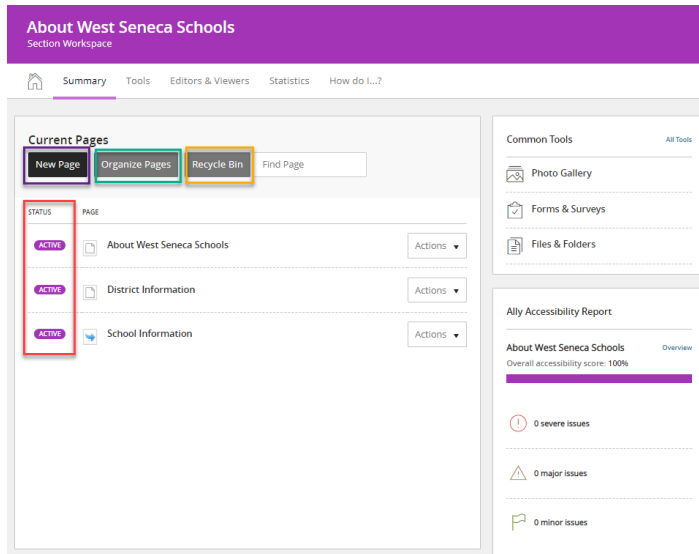 About West Seneca Schools
Section Workspace
Summary Tools Editors & Viewers Statistics How do I...?
Current Pages
New Page Organize Pages Recycle Bin Find Page
STATUS PAGE
ACTIVE About West Seneca Schools Actions
ACTIVE District Information Actions
ACTIVE School Information Actions
Common Tools All Tools
Photo Gallery
Forms & Surveys
Files & Folders
Ally Accessibility Report
About West Seneca Schools Overview
Overall accessibility score: 100%
0 severe issues
0 major issues
0 minor issues